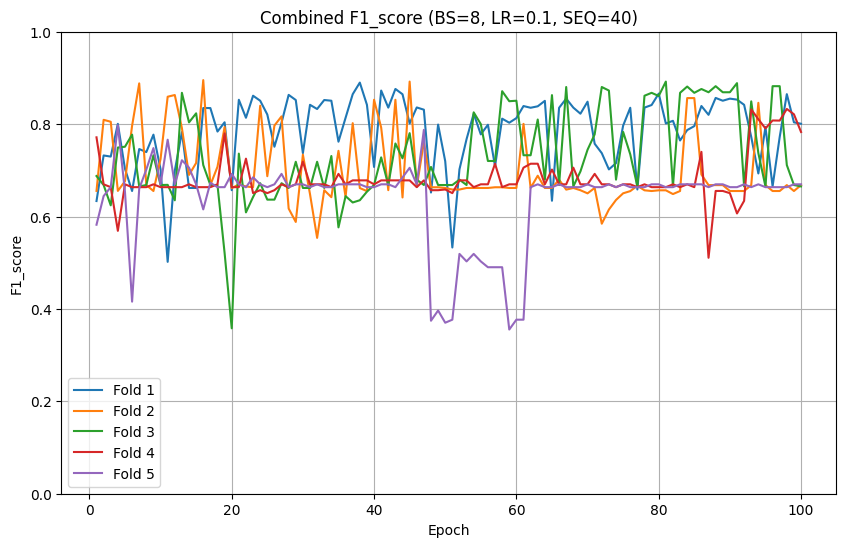 Combined F1_score (BS=8, LR=0.1, SEQ=40)
1.0
0.8
0.6
0.4
0.2
0.0
F1_score
Fold 1
Fold 2
Fold 3
Fold 4
Fold 5
0 20 40 60 80 100
Epoch